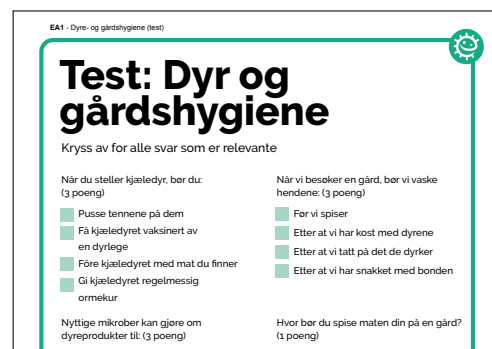 EA1 - Dyre- og gårdshygiene (test)
Test: Dyr og
gårdshygiene
Kryss av for alle svar som er relevante
Når du steller kjæledyr, bør du:
(3 poeng)
Pusse tennene på dem
Få kjæledyret vaksinert av
en dyrlege
Fôre kjæledyret med mat du finner
Gi kjæledyret regelmessig
ormekur
Nyttige mikrober kan gjøre om
dyreprodukter til: (3 poeng)
Når vi besøker en gård, bør vi vaske
hendene: (3 poeng)
Før vi spiser
Etter at vi har kost med dyrene
Etter at vi tatt på det de dyrker
Etter at vi har snakket med bonden
Hvor bør du spise maten din på en gård?
(1 poeng)